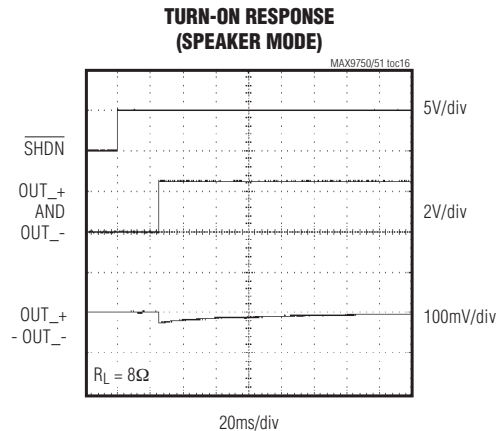 TURN-ON RESPONSE
(SPEAKER MODE)
MAX9750/51 toc16
SHDN
5V/div
OUT_+
AND
OUT_-
2V/div
OUT_+
- OUT_-
100mV/div
RL = 8Ω
20ms/div